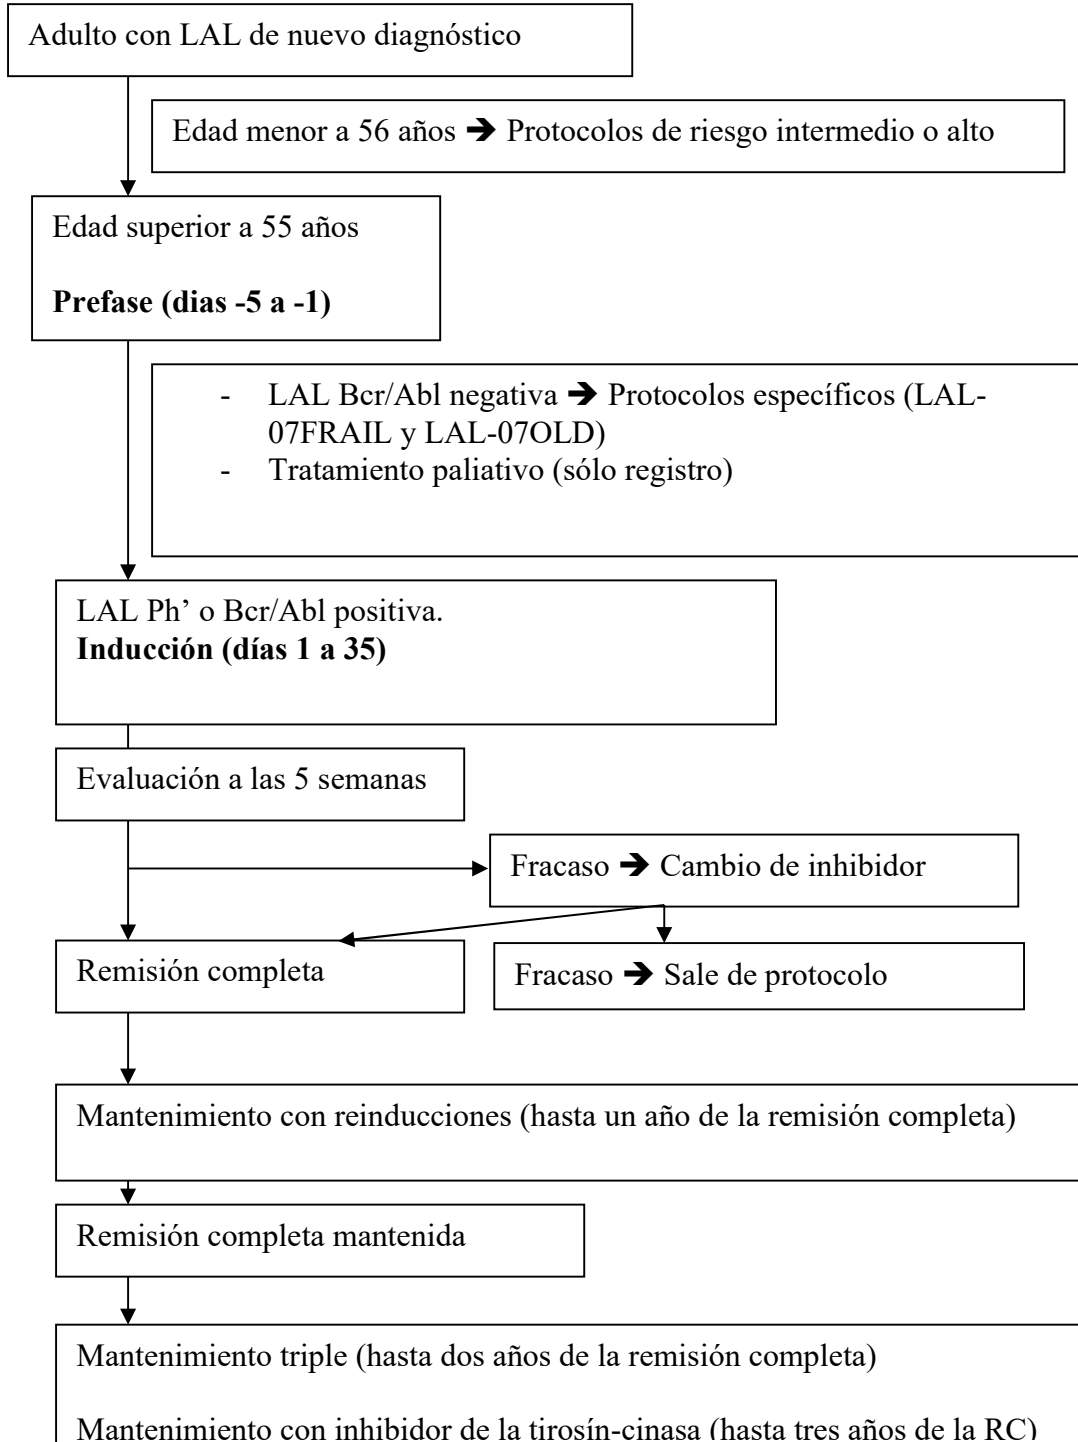 Adulto con LAL de nuevo diagnóstico
Edad menor a 56 años ➔ Protocolos de riesgo intermedio o alto
Edad superior a 55 años
Prefase (dias -5 a -1)
- LAL Bcr/Abl negativa ➔ Protocolos específicos (LAL-
07FRAIL y LAL-07OLD)
- Tratamiento paliativo (sólo registro)
LAL Ph’ o Bcr/Abl positiva.
Inducción (días 1 a 35)
Evaluación a las 5 semanas
Fracaso ➔ Cambio de inhibidor
Remisión completa
Fracaso ➔ Sale de protocolo
Mantenimiento con reinducciones (hasta un año de la remisión completa)
Remisión completa mantenida
Mantenimiento triple (hasta dos años de la remisión completa)
Mantenimiento con inhibidor de la tirosín-cinasa (hasta tres años de la RC)